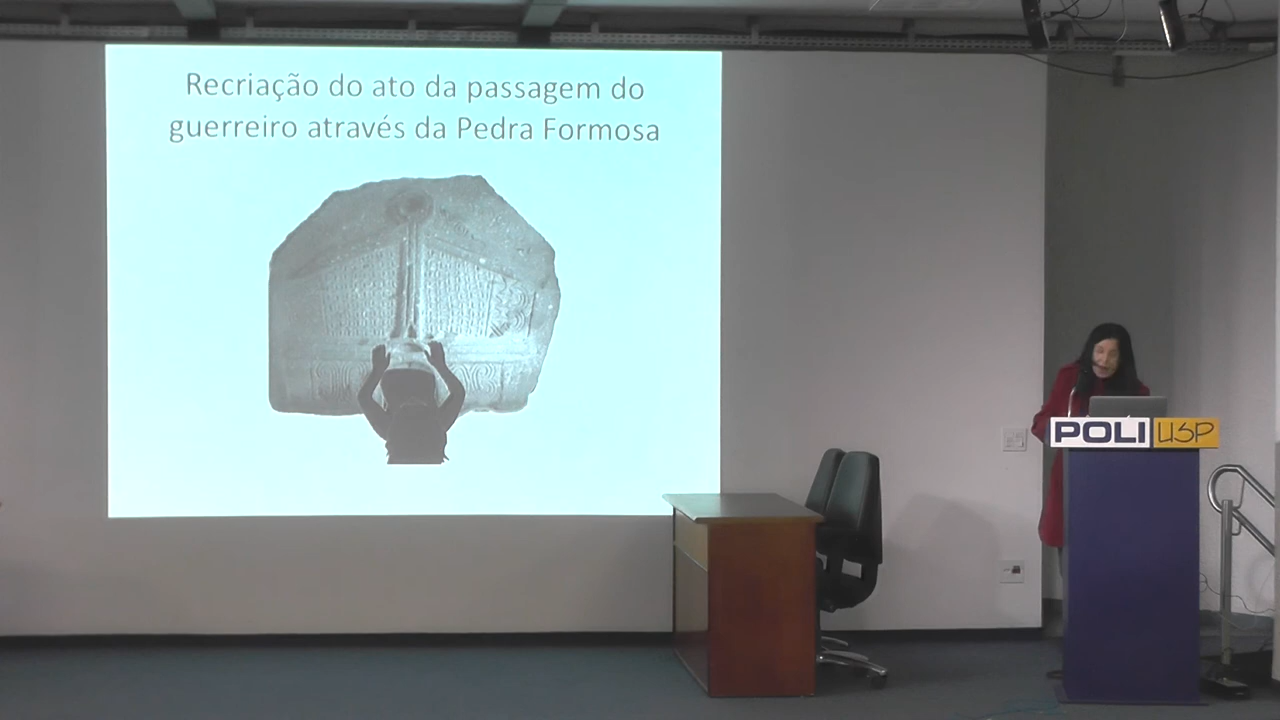 Recriação do ato da passagem do
guerreiro através da Pedra Formosa
POLI USP